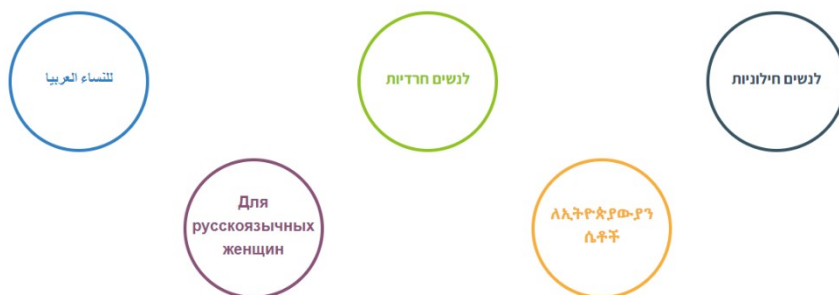 للنساء العربيا
לנשים חרדיות
לנשים חילוניות
Для
русскоязычных
женщин
ለኢትዮጵያውያን
ሴቶች